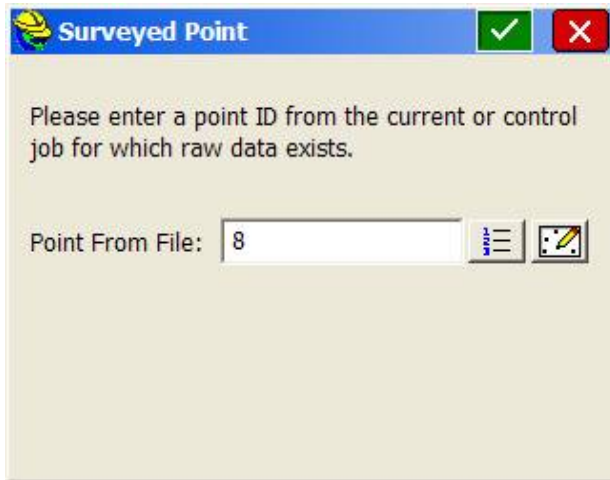 Surveyed Point
Please enter a point ID from the current or control
job for which raw data exists.
Point From File: 8